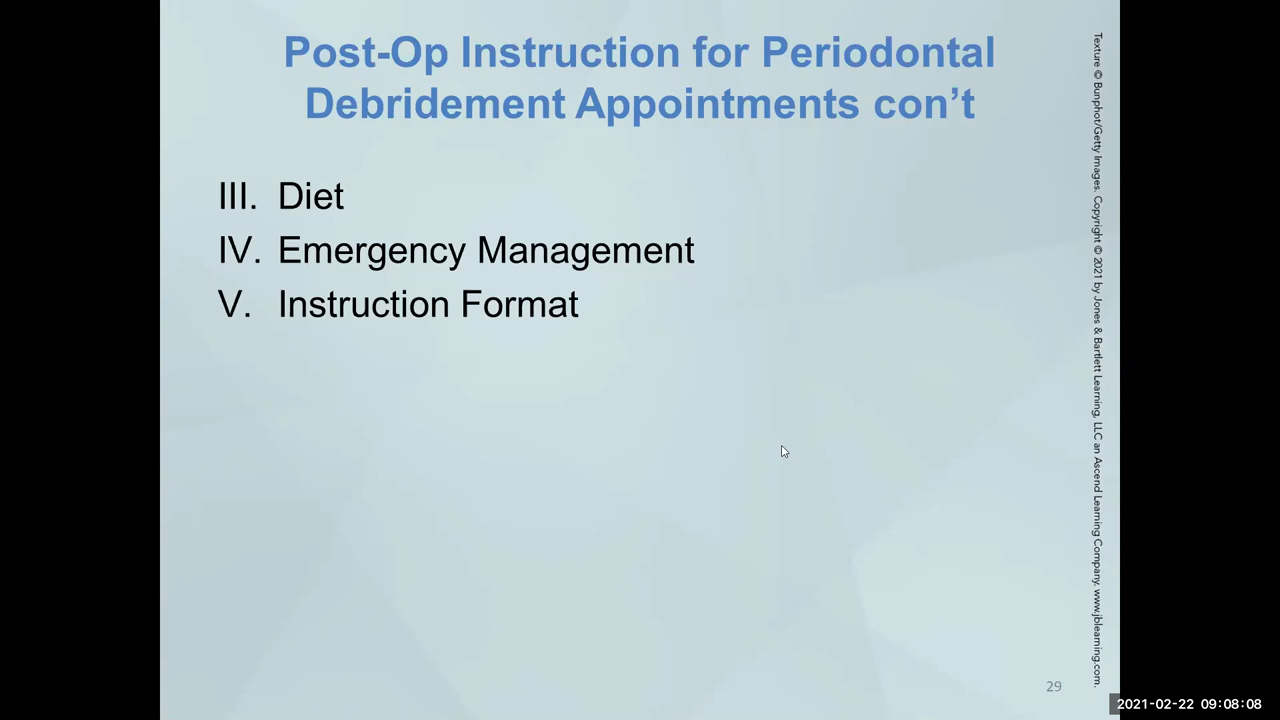 Post-Op Instruction for Periodontal
Debridement Appointments con’t
III. Diet
IV. Emergency Management
V. Instruction Format
Texture © Bunphot/Getty Images. Copyright © 2021 by Jones & Bartlett Learning, LLC an Ascend Learning Company. www.jblearning.com.
29
2021-02-22 09:08:08